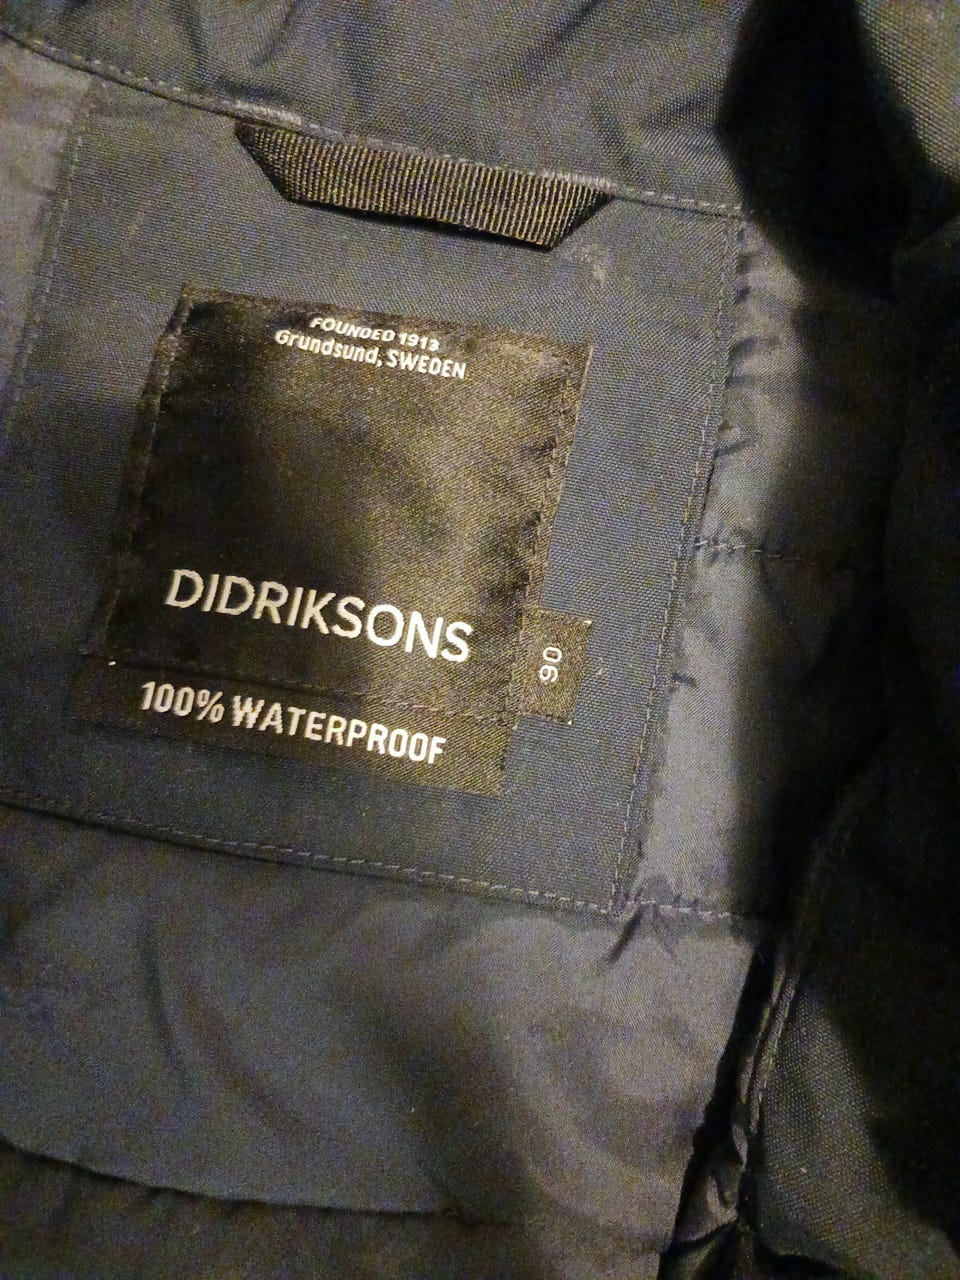 FOUNDED 1913
Grundsund, SWEDEN
DIDRIKSONS
90
100% WATERPROOF